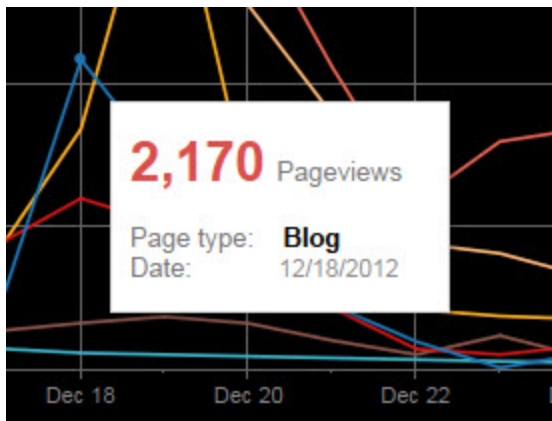 2,170 Pageviews
Page type: Blog
Date: 12/18/2012
Dec 18 Dec 20 Dec 22